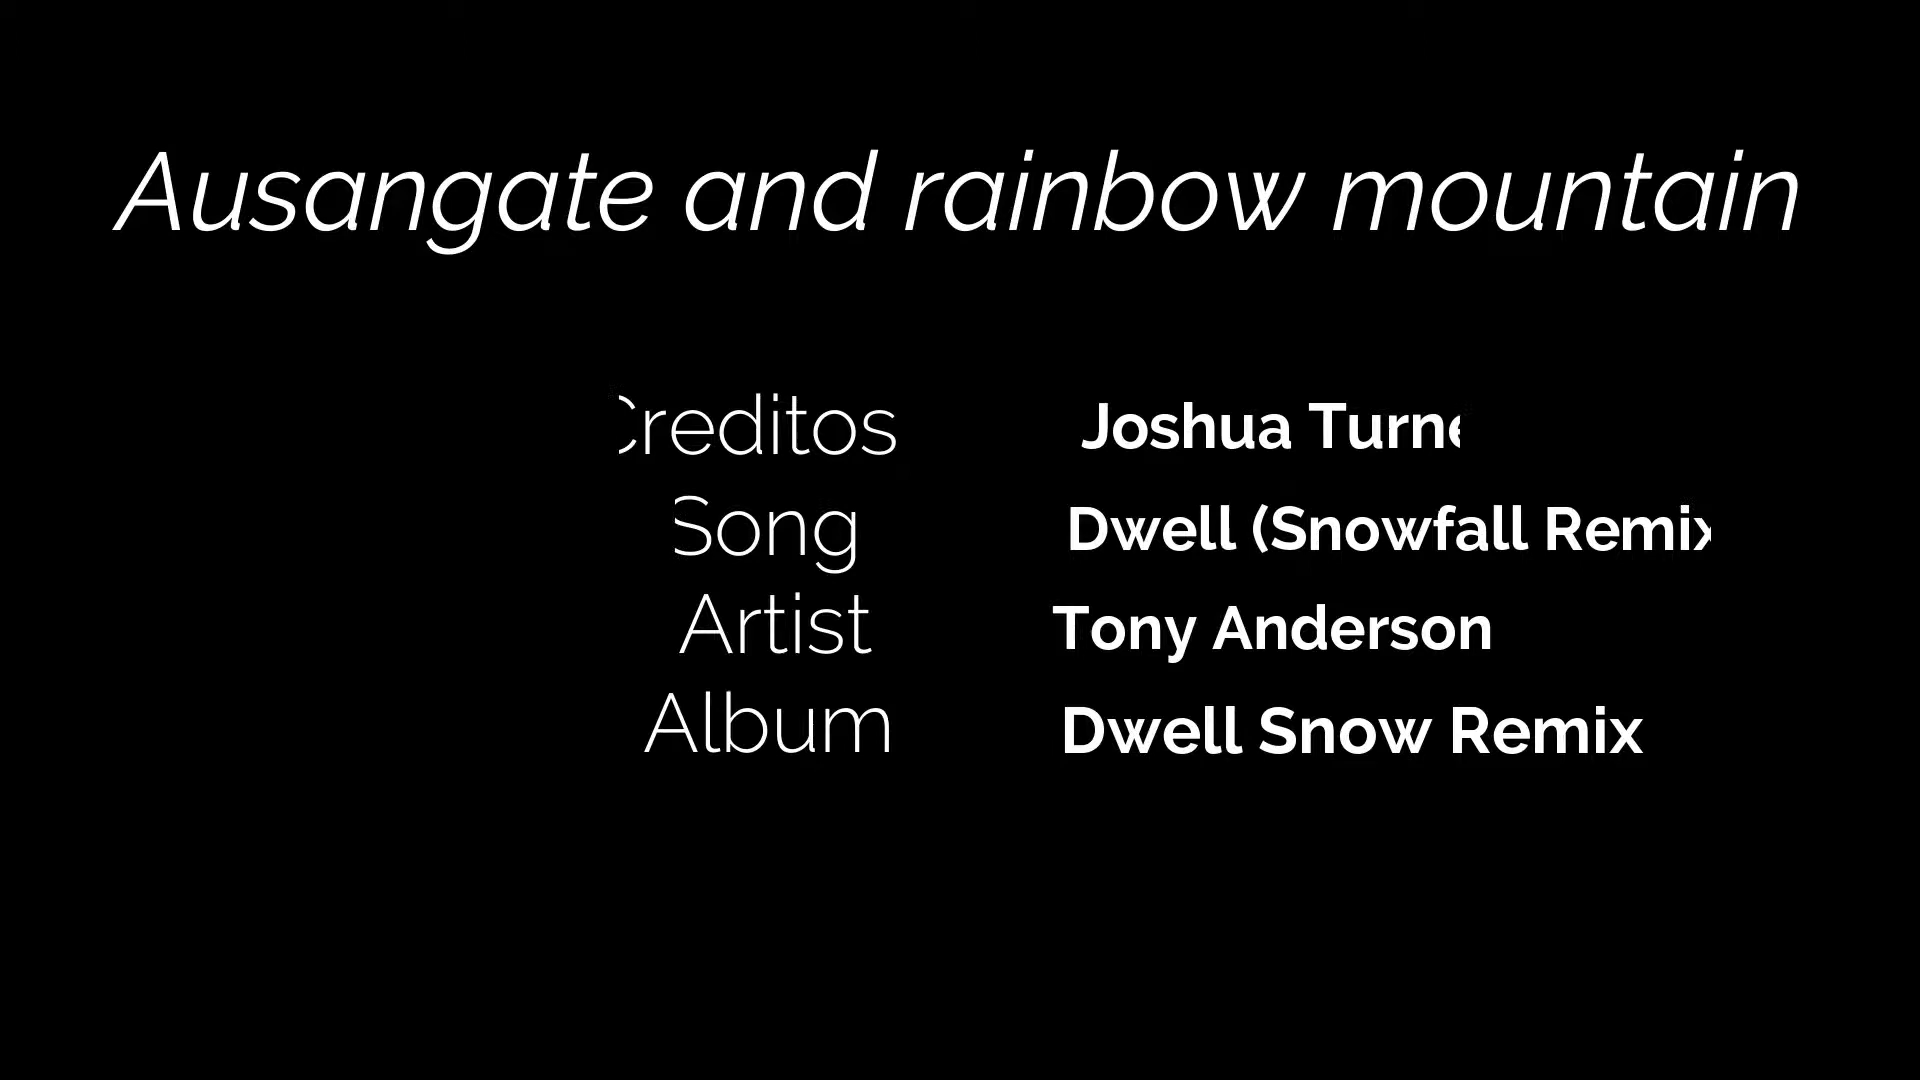 Ausangate and rainbow mountain
Creditos Joshua Turne
Song Dwell (Snowfall Remix
Artist Tony Anderson
Album Dwell Snow Remix